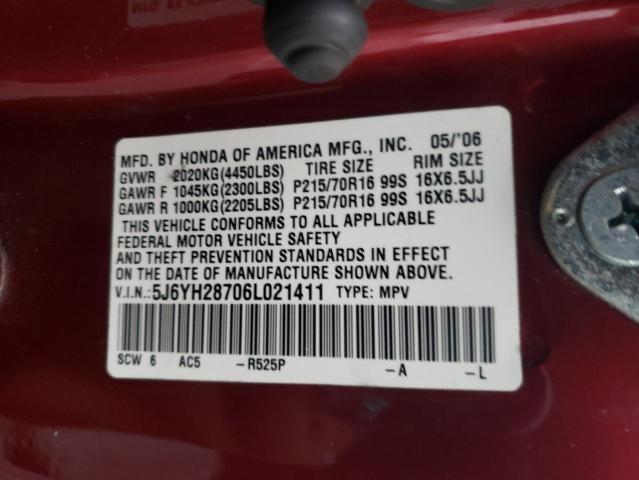 MFD. BY HONDA OF AMERICA MFG., INC. 05/'06
GVWR 2020KG(4450LBS) TIRE SIZE RIM SIZE
GAWR F 1045KG(2300LBS) P215/70R16 99S 16X6.5JJ
GAWR R 1000KG(2205LBS) P215/70R16 99S 16X6.5JJ
THIS VEHICLE CONFORMS TO ALL APPLICABLE
FEDERAL MOTOR VEHICLE SAFETY
AND THEFT PREVENTION STANDARDS IN EFFECT
ON THE DATE OF MANUFACTURE SHOWN ABOVE.
V.I.N.:5J6YH28706L021411 TYPE: MPV
SCW 6 AC5 -R525P -A -L